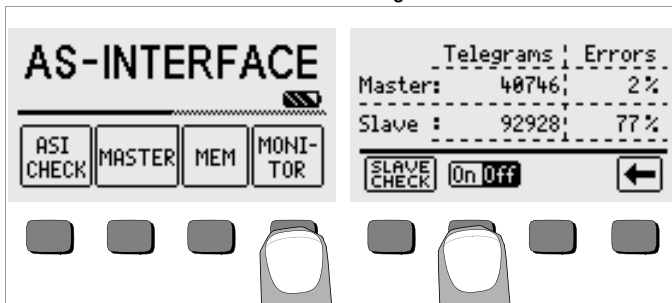 AS-INTERFACE
ASI CHECK
MASTER
MEM
MONI-
TOR
Telegrams Errors
Master: 40746 2%
Slave : 92928 77%
SLAVE CHECK
On Off